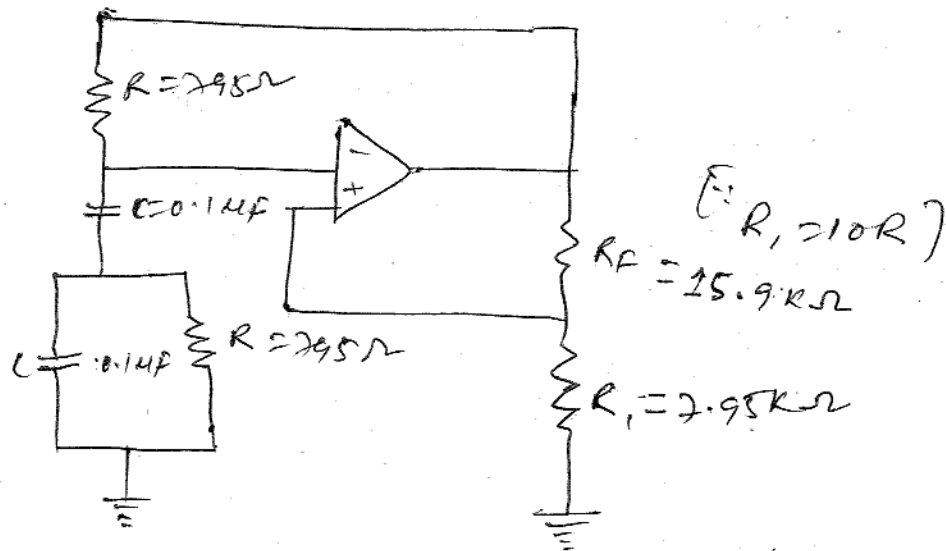 R = 795Ω
C=0.1μF
C = 0.1μF
R = 795Ω
−
+
RF = 15.9KΩ
R1 = 7.95KΩ
[∵ R1 = 10R]